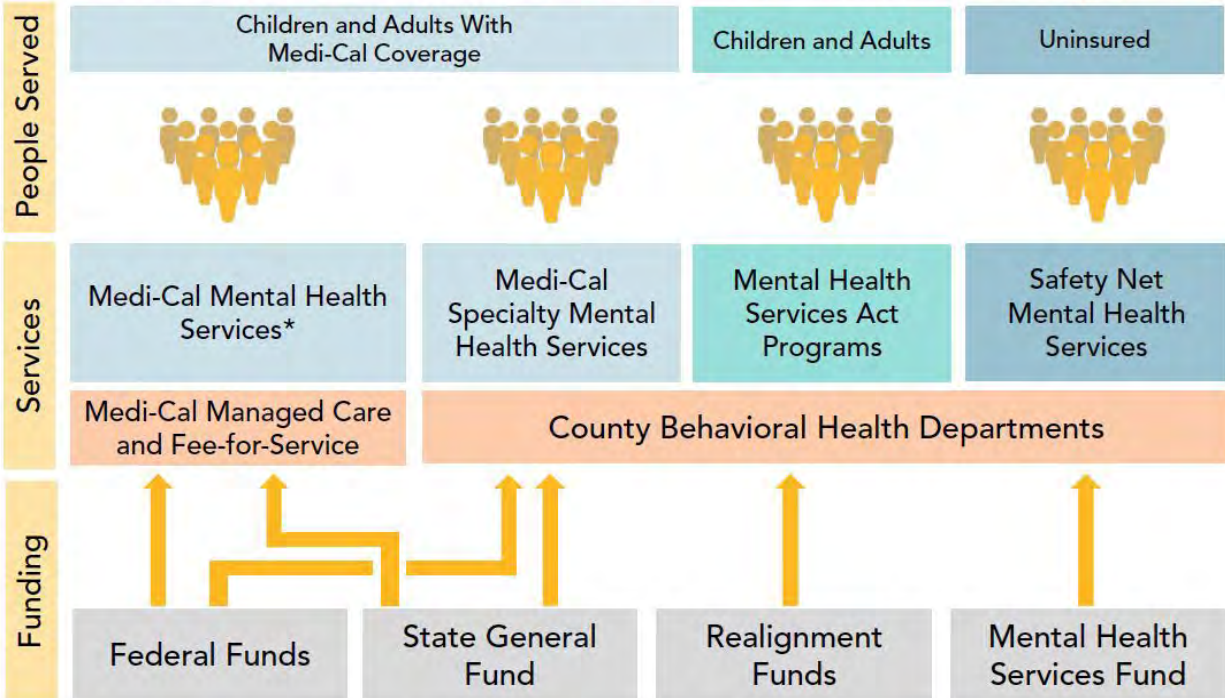 People Served
Children and Adults With
Medi-Cal Coverage
Children and Adults
Uninsured
Services
Medi-Cal Mental Health
Services*
Medi-Cal
Specialty Mental
Health Services
Mental Health
Services Act
Programs
Safety Net
Mental Health
Services
Medi-Cal Managed Care
and Fee-for-Service
County Behavioral Health Departments
Funding
Federal Funds
State General
Fund
Realignment
Funds
Mental Health
Services Fund